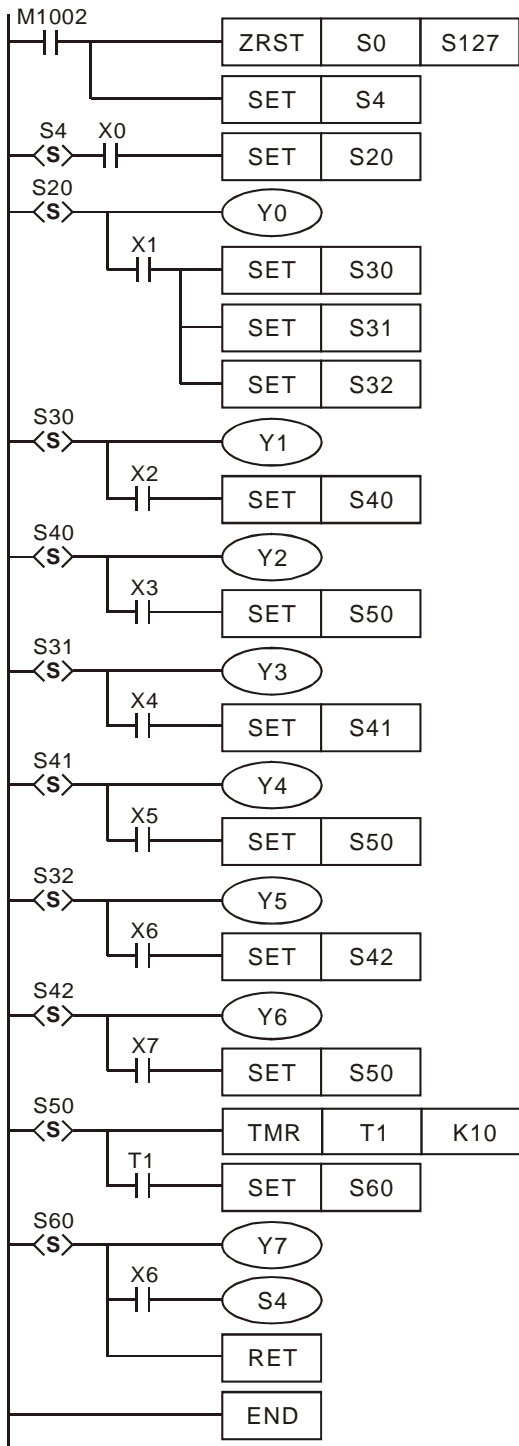 M1002
ZRST S0 S127
SET S4
S4 X0
S SET S20
S20
S Y0
X1
SET S30
SET S31
SET S32
S30
S Y1
X2
SET S40
S40
S Y2
X3
SET S50
S31
S Y3
X4
SET S41
S41
S Y4
X5
SET S50
S32
S Y5
X6
SET S42
S42
S Y6
X7
SET S50
S50
S TMR T1 K10
T1
SET S60
S60
S Y7
X6
S4
RET
END